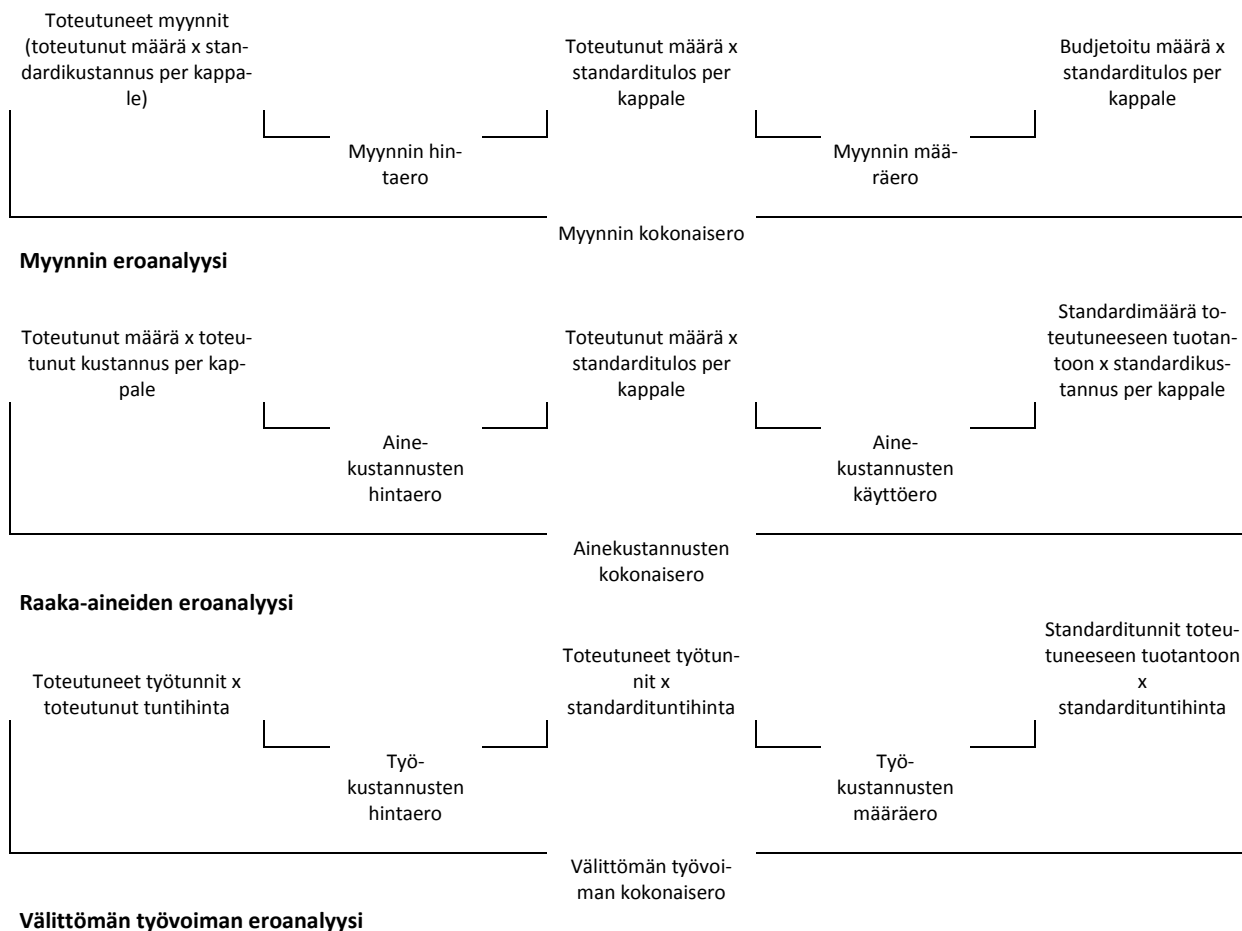 Toteutuneet myynnit
(toteutunut määrä x stan-
dardikustannus per kappa-
le)
Toteutunut määrä x
standarditulos per
kappale
Budjetoitu määrä x
standarditulos per
kappale
Myynnin hin-
taero
Myynnin mää-
räero
Myynnin kokonaisero
Myynnin eroanalyysi
Toteutunut määrä x toteu-
tunut kustannus per kap-
pale
Toteutunut määrä x
standarditulos per
kappale
Standardimäärä to-
teutuneeseen tuotan-
toon x standardikus-
tannus per kappale
Aine-
kustannusten
hintaero
Aine-
kustannusten
käyttöero
Ainekustannusten
kokonaisero
Raaka-aineiden eroanalyysi
Toteutuneet työtunnit x
toteutunut tuntihinta
Toteutuneet työtun-
nit x
standardituntihinta
Standarditunnit toteu-
tuneeseen tuotantoon
x
standardituntihinta
Työ-
kustannusten
hintaero
Työ-
kustannusten
määräero
Välittömän työvoi-
man kokonaisero
Välittömän työvoiman eroanalyysi